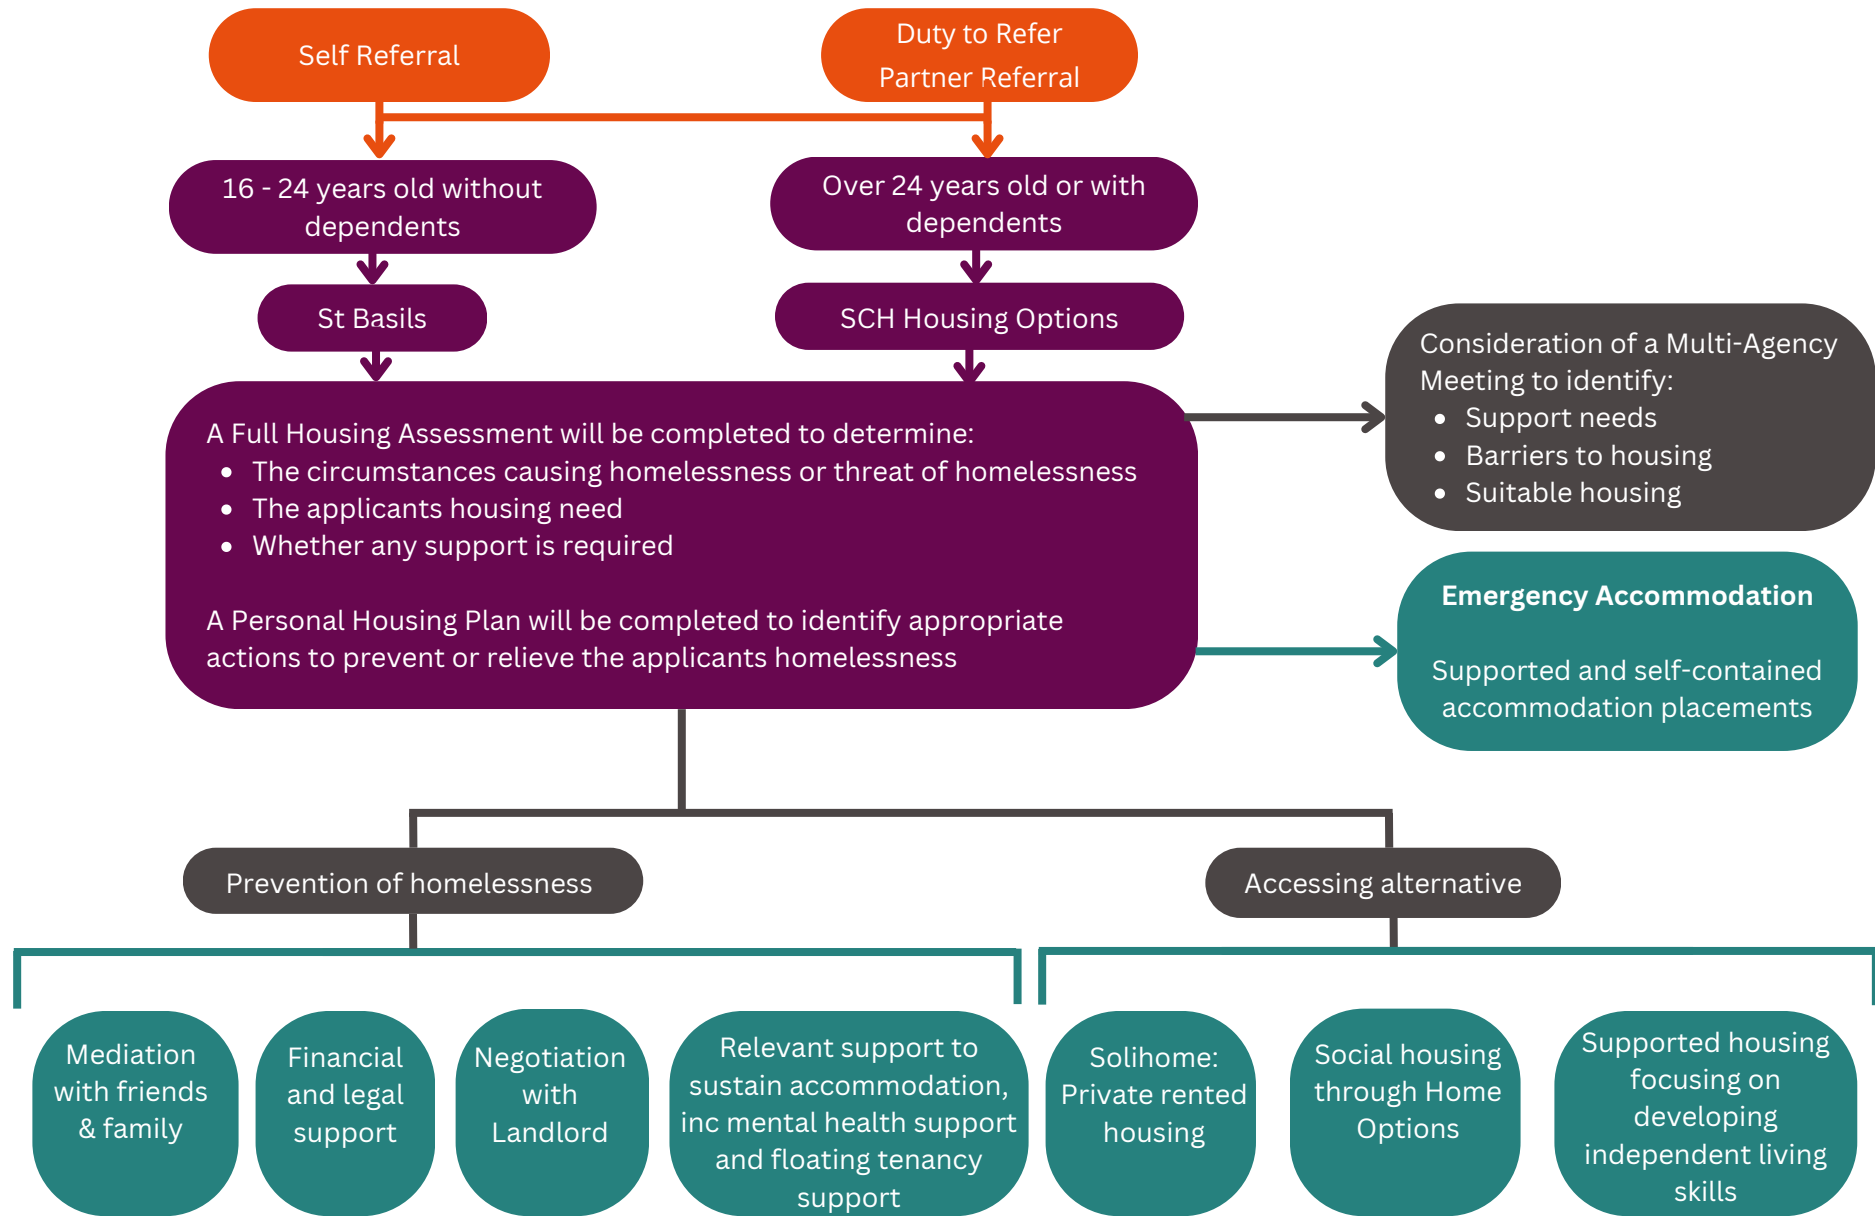 Self Referral
Duty to Refer
Partner Referral
16 - 24 years old without
dependents
Over 24 years old or with
dependents
St Basils
SCH Housing Options
Consideration of a Multi-Agency
Meeting to identify:
• Support needs
• Barriers to housing
• Suitable housing
A Full Housing Assessment will be completed to determine:
• The circumstances causing homelessness or threat of homelessness
• The applicants housing need
• Whether any support is required
A Personal Housing Plan will be completed to identify appropriate
actions to prevent or relieve the applicants homelessness
Emergency Accommodation
Supported and self-contained
accommodation placements
Prevention of homelessness
Accessing alternative
Mediation
with friends
& family
Financial
and legal
support
Negotiation
with
Landlord
Relevant support to
sustain accommodation,
inc mental health support
and floating tenancy
support
Solihome:
Private rented
housing
Social housing
through Home
Options
Supported housing
focusing on
developing
independent living
skills